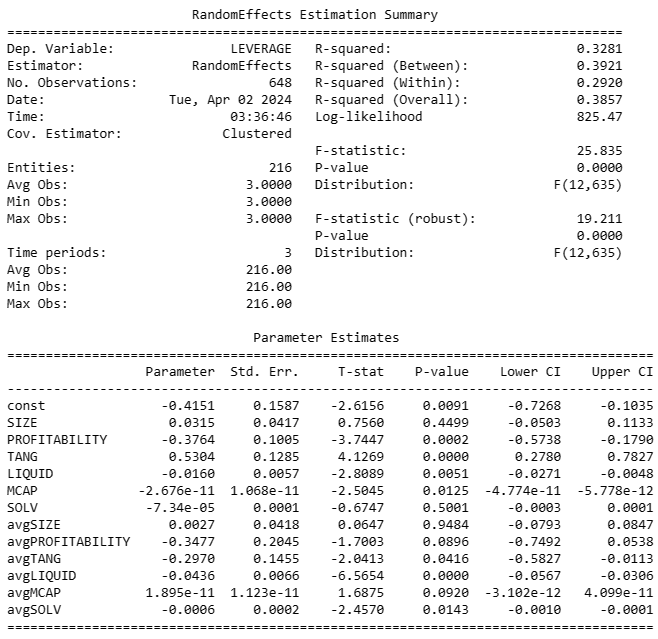 RandomEffects Estimation Summary
================================================================================
Dep. Variable: LEVERAGE R-squared: 0.3281
Estimator: RandomEffects R-squared (Between): 0.3921
No. Observations: 648 R-squared (Within): 0.2920
Date: Tue, Apr 02 2024 R-squared (Overall): 0.3857
Time: 03:36:46 Log-likelihood 825.47
Cov. Estimator: Clustered
F-statistic: 25.835
Entities: 216 P-value 0.0000
Avg Obs: 3.0000 Distribution: F(12,635)
Min Obs: 3.0000
Max Obs: 3.0000 F-statistic (robust): 19.211
P-value 0.0000
Time periods: 3 Distribution: F(12,635)
Avg Obs: 216.00
Min Obs: 216.00
Max Obs: 216.00
Parameter Estimates
====================================================================================
Parameter Std. Err. T-stat P-value Lower CI Upper CI
------------------------------------------------------------------------------------
const -0.4151 0.1587 -2.6156 0.0091 -0.7268 -0.1035
SIZE 0.0315 0.0417 0.7560 0.4499 -0.0503 0.1133
PROFITABILITY -0.3764 0.1005 -3.7447 0.0002 -0.5738 -0.1790
TANG 0.5304 0.1285 4.1269 0.0000 0.2780 0.7827
LIQUID -0.0160 0.0057 -2.8089 0.0051 -0.0271 -0.0048
MCAP -2.676e-11 1.068e-11 -2.5045 0.0125 -4.774e-11 -5.778e-12
SOLV -7.34e-05 0.0001 -0.6747 0.5001 -0.0003 0.0001
avgSIZE 0.0027 0.0418 0.0647 0.9484 -0.0793 0.0847
avgPROFITABILITY -0.3477 0.2045 -1.7003 0.0896 -0.7492 0.0538
avgTANG -0.2970 0.1455 -2.0413 0.0416 -0.5827 -0.0113
avgLIQUID -0.0436 0.0066 -6.5654 0.0000 -0.0567 -0.0306
avgMCAP 1.895e-11 1.123e-11 1.6875 0.0920 -3.102e-12 4.099e-11
avgSOLV -0.0006 0.0002 -2.4570 0.0143 -0.0010 -0.0001
====================================================================================